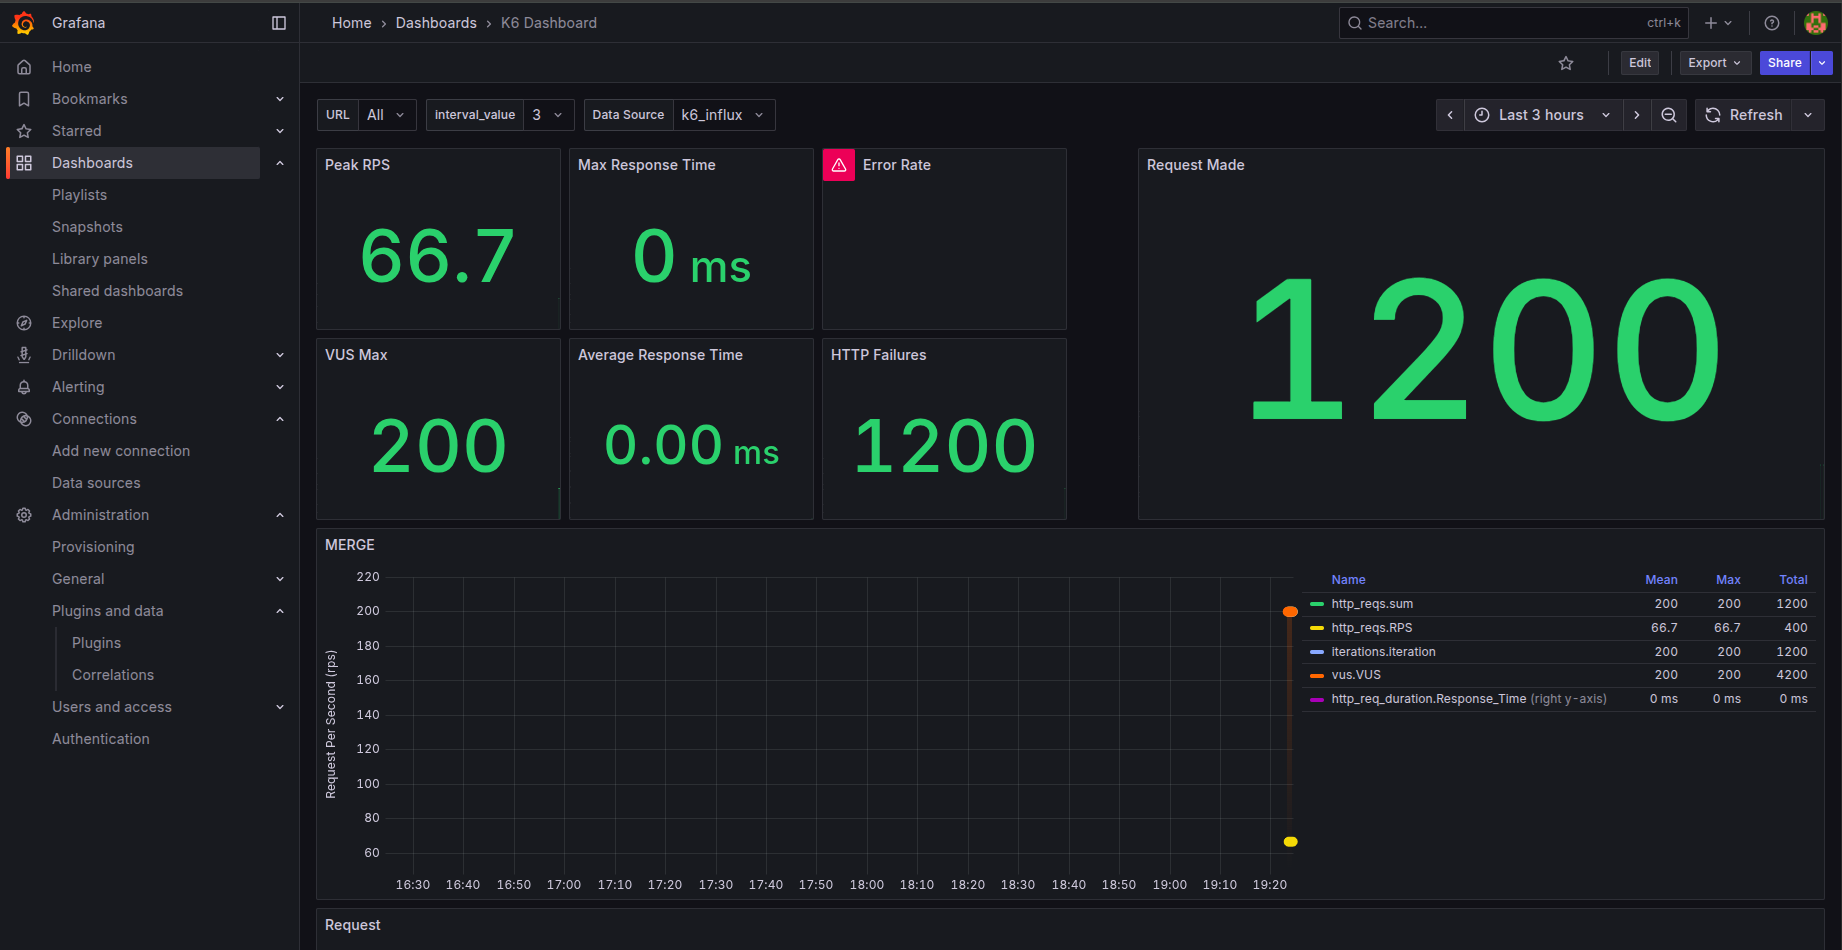 Grafana
Home › Dashboards › K6 Dashboard
Search... ctrl+k
Edit Export Share
Home
Bookmarks
Starred
Dashboards
Playlists
Snapshots
Library panels
Shared dashboards
Explore
Drilldown
Alerting
Connections
Add new connection
Data sources
Administration
Provisioning
General
Plugins and data
Plugins
Correlations
Users and access
Authentication
URL All Interval_value 3 Data Source k6_influx
Last 3 hours Refresh
Peak RPS
66.7
Max Response Time
0 ms
Error Rate
Request Made
1200
VUS Max
200
Average Response Time
0.00 ms
HTTP Failures
1200
MERGE
Request Per Second (rps)
220
200
180
160
140
120
100
80
60
16:30 16:40 16:50 17:00 17:10 17:20 17:30 17:40 17:50 18:00 18:10 18:20 18:30 18:40 18:50 19:00 19:10 19:20
Name Mean Max Total
http_reqs.sum 200 200 1200
http_reqs.RPS 66.7 66.7 400
iterations.iteration 200 200 1200
vus.VUS 200 200 4200
http_req_duration.Response_Time (right y-axis) 0 ms 0 ms 0 ms
Request